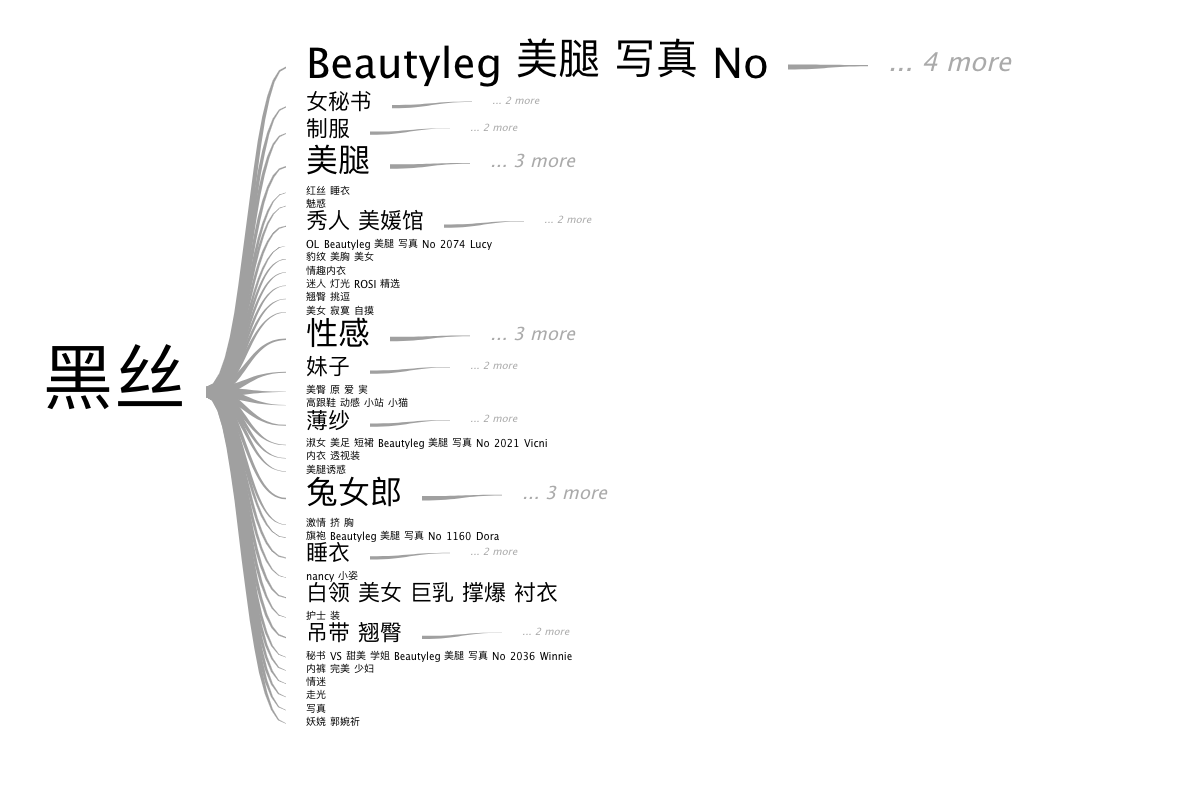 黑丝
Beautyleg 美腿 写真 No ... 4 more
女秘书 ... 2 more
制服 ... 2 more
美腿 ... 3 more
红丝 睡衣
魅惑
秀人 美媛馆 ... 2 more
OL Beautyleg 美腿 写真 No 2074 Lucy
豹纹 美胸 美女
情趣内衣
迷人 灯光 ROSI 精选
翘臀 挑逗
美女 寂寞 自摸
性感 ... 3 more
妹子 ... 2 more
美臀 原 爱 実
高跟鞋 动感 小站 小猫
薄纱 ... 2 more
淑女 美足 短裙 Beautyleg 美腿 写真 No 2021 Vicni
内衣 透视装
美腿诱惑
兔女郎 ... 3 more
激情 挤 胸
旗袍 Beautyleg 美腿 写真 No 1160 Dora
睡衣 ... 2 more
nancy 小姿
白领 美女 巨乳 撑爆 衬衣
护士 装
吊带 翘臀 ... 2 more
秘书 VS 甜美 学姐 Beautyleg 美腿 写真 No 2036 Winnie
内裤 完美 少妇
情迷
走光
写真
妖娆 郭婉祈